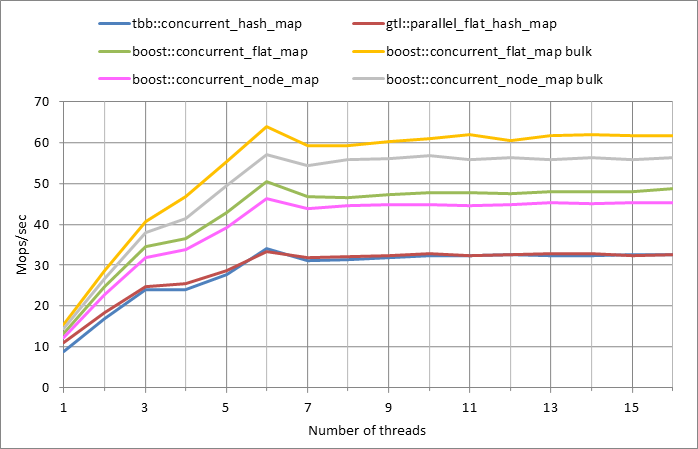 tbb::concurrent_hash_map gtl::parallel_flat_hash_map
boost::concurrent_flat_map boost::concurrent_flat_map bulk
boost::concurrent_node_map boost::concurrent_node_map bulk
70
60
50
40
30
20
10
0
Mops/sec
1 3 5 7 9 11 13 15
Number of threads